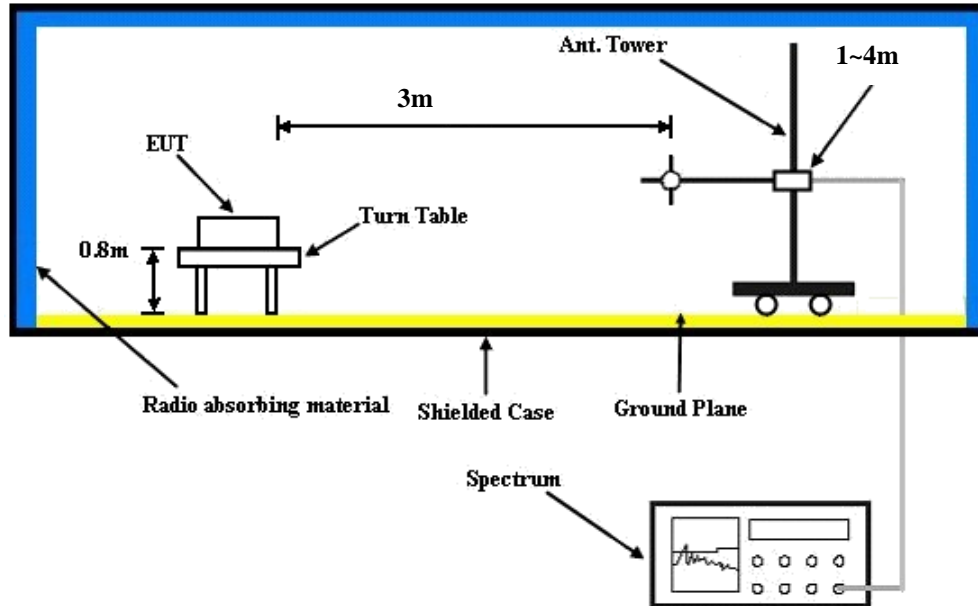 Ant. Tower
1~4m
3m
EUT
Turn Table
0.8m
Radio absorbing material
Shielded Case
Ground Plane
Spectrum